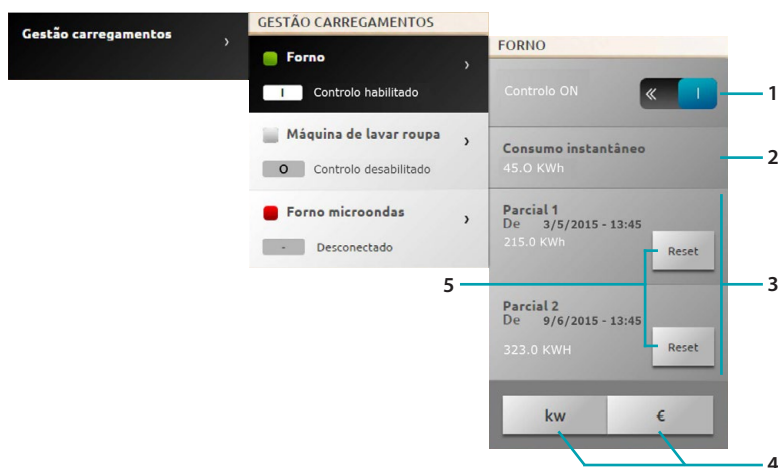 Gestão carregamentos
GESTÃO CARREGAMENTOS
Forno
I Controlo habilitado
Máquina de lavar roupa
O Controlo desabilitado
Forno microondas
- Desconectado
FORNO
Controlo ON
I
1
Consumo instantâneo
45.0 KWh
2
Parcial 1
De 3/5/2015 - 13:45
215.0 KWh
Reset
3
5
Parcial 2
De 9/6/2015 - 13:45
323.0 KWH
Reset
kw €
4